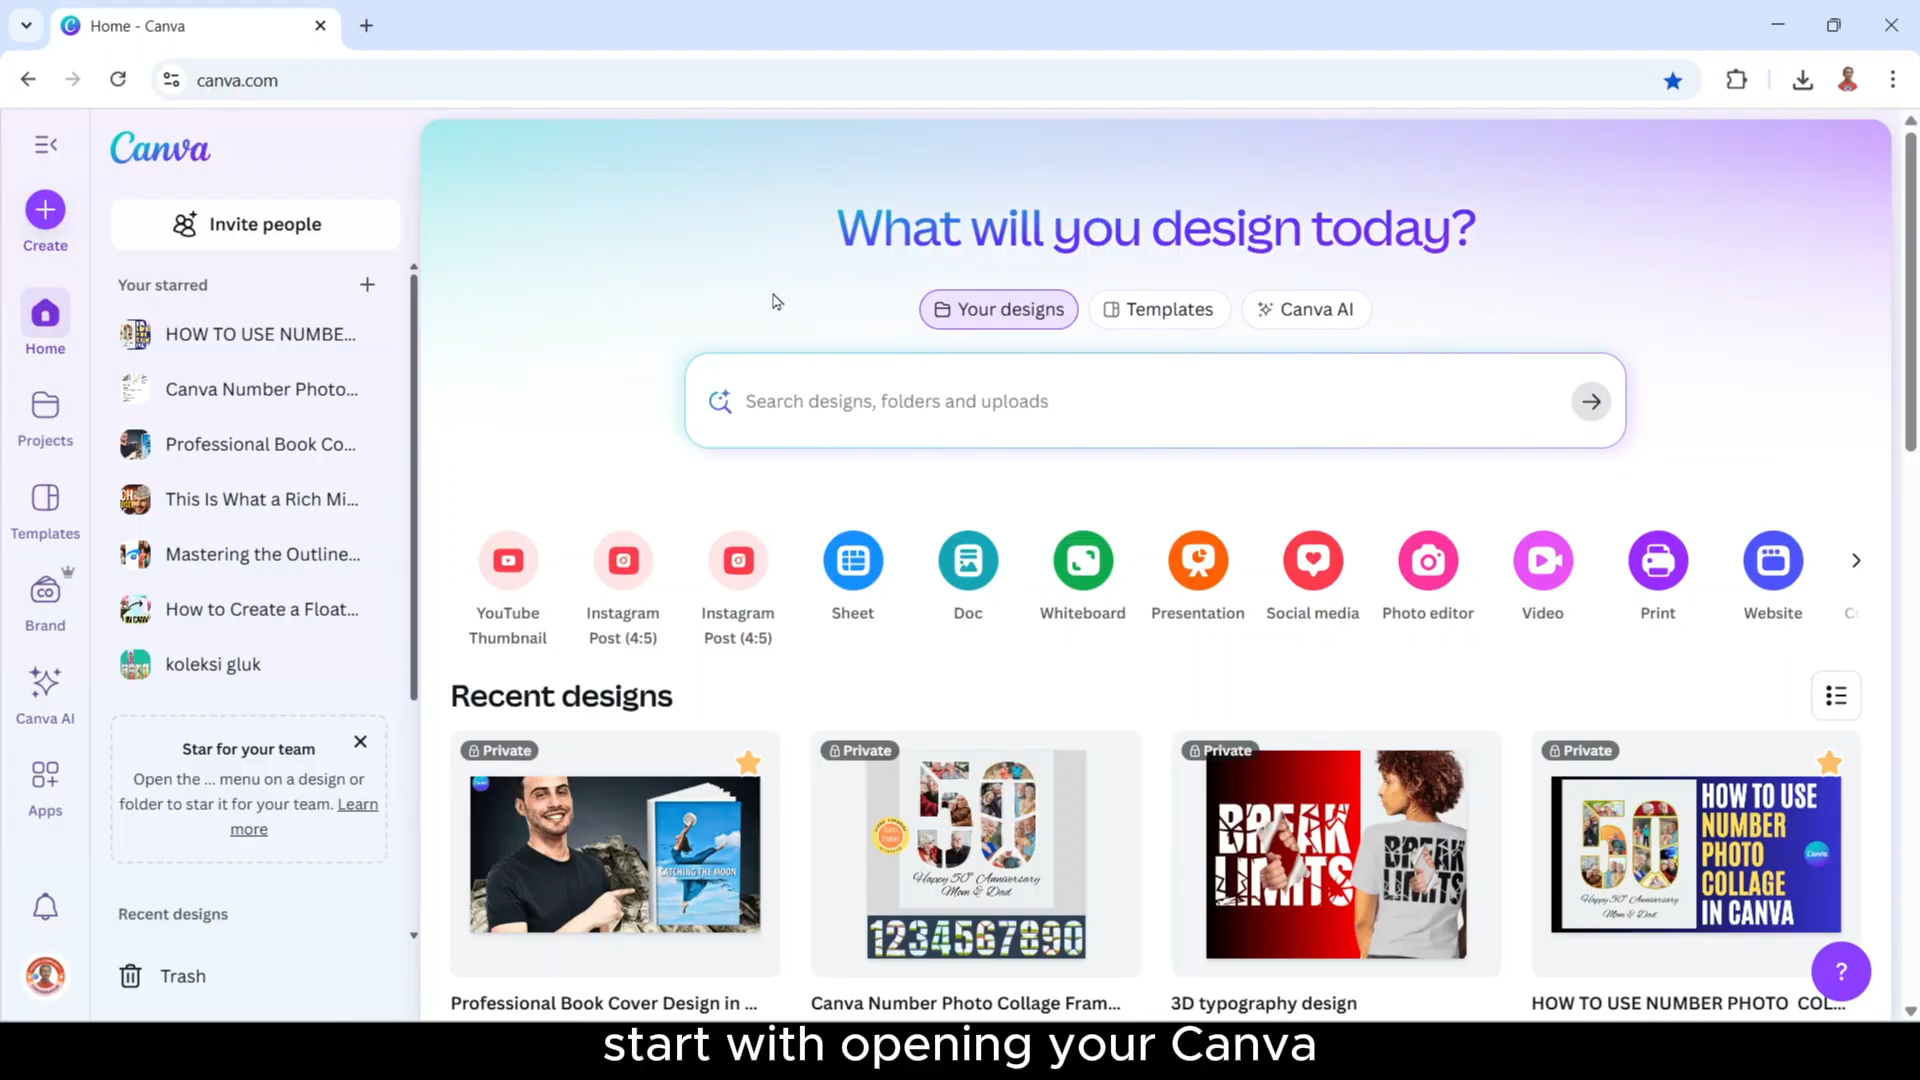 Home - Canva
canva.com
Canva
Create
Home
Projects
Templates
Brand
Canva AI
Apps
Invite people
Your starred
HOW TO USE NUMBE...
Canva Number Photo...
Professional Book Co...
This Is What a Rich Mi...
Mastering the Outline...
How to Create a Float...
koleksi gluk
Star for your team
Open the ... menu on a design or
folder to star it for your team. Learn
more
Recent designs
Trash
What will you design today?
Your designs
Templates
Canva AI
Search designs, folders and uploads
YouTube
Thumbnail
Instagram
Post (4:5)
Instagram
Post (4:5)
Sheet
Doc
Whiteboard
Presentation
Social media
Photo editor
Video
Print
Website
Recent designs
Private
CATCHING THE MOON
Professional Book Cover Design in ...
Private
50
Happy 50th Anniversary
Mom & Dad
1234567890
Canva Number Photo Collage Fram...
Private
BREAK
LIMITS
BREAK
LIMITS
3D typography design
Private
50
Happy 50th Anniversary
Mom & Dad
HOW TO USE
NUMBER
PHOTO
COLLAGE
IN CANVA
Canva
HOW TO USE NUMBER PHOTO COL...
?
start with opening your Canva